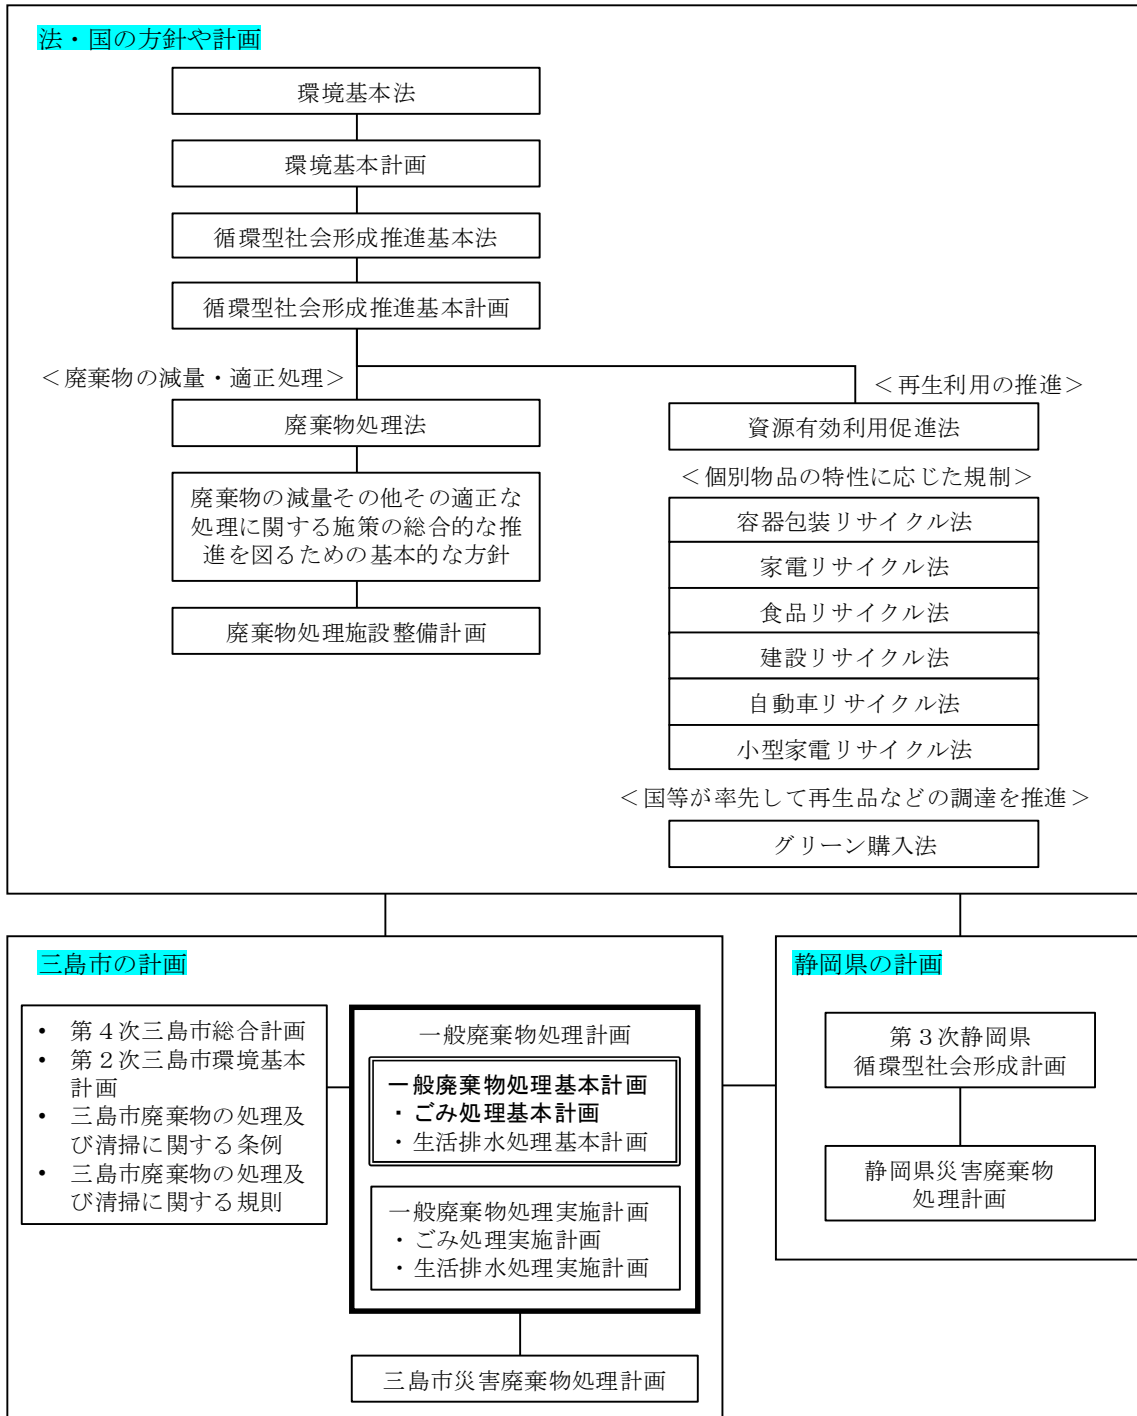 法・国の方針や計画
環境基本法
環境基本計画
循環型社会形成推進基本法
循環型社会形成推進基本計画
＜廃棄物の減量・適正処理＞
廃棄物処理法
廃棄物の減量その他その適正な
処理に関する施策の総合的な推
進を図るための基本的な方針
廃棄物処理施設整備計画
＜再生利用の推進＞
資源有効利用促進法
＜個別物品の特性に応じた規制＞
容器包装リサイクル法
家電リサイクル法
食品リサイクル法
建設リサイクル法
自動車リサイクル法
小型家電リサイクル法
＜国等が率先して再生品などの調達を推進＞
グリーン購入法
三島市の計画
• 第４次三島市総合計画
• 第２次三島市環境基本
計画
• 三島市廃棄物の処理及
び清掃に関する条例
• 三島市廃棄物の処理及
び清掃に関する規則
一般廃棄物処理計画
一般廃棄物処理基本計画
・ごみ処理基本計画
・生活排水処理基本計画
一般廃棄物処理実施計画
・ごみ処理実施計画
・生活排水処理実施計画
三島市災害廃棄物処理計画
静岡県の計画
第３次静岡県
循環型社会形成計画
静岡県災害廃棄物
処理計画